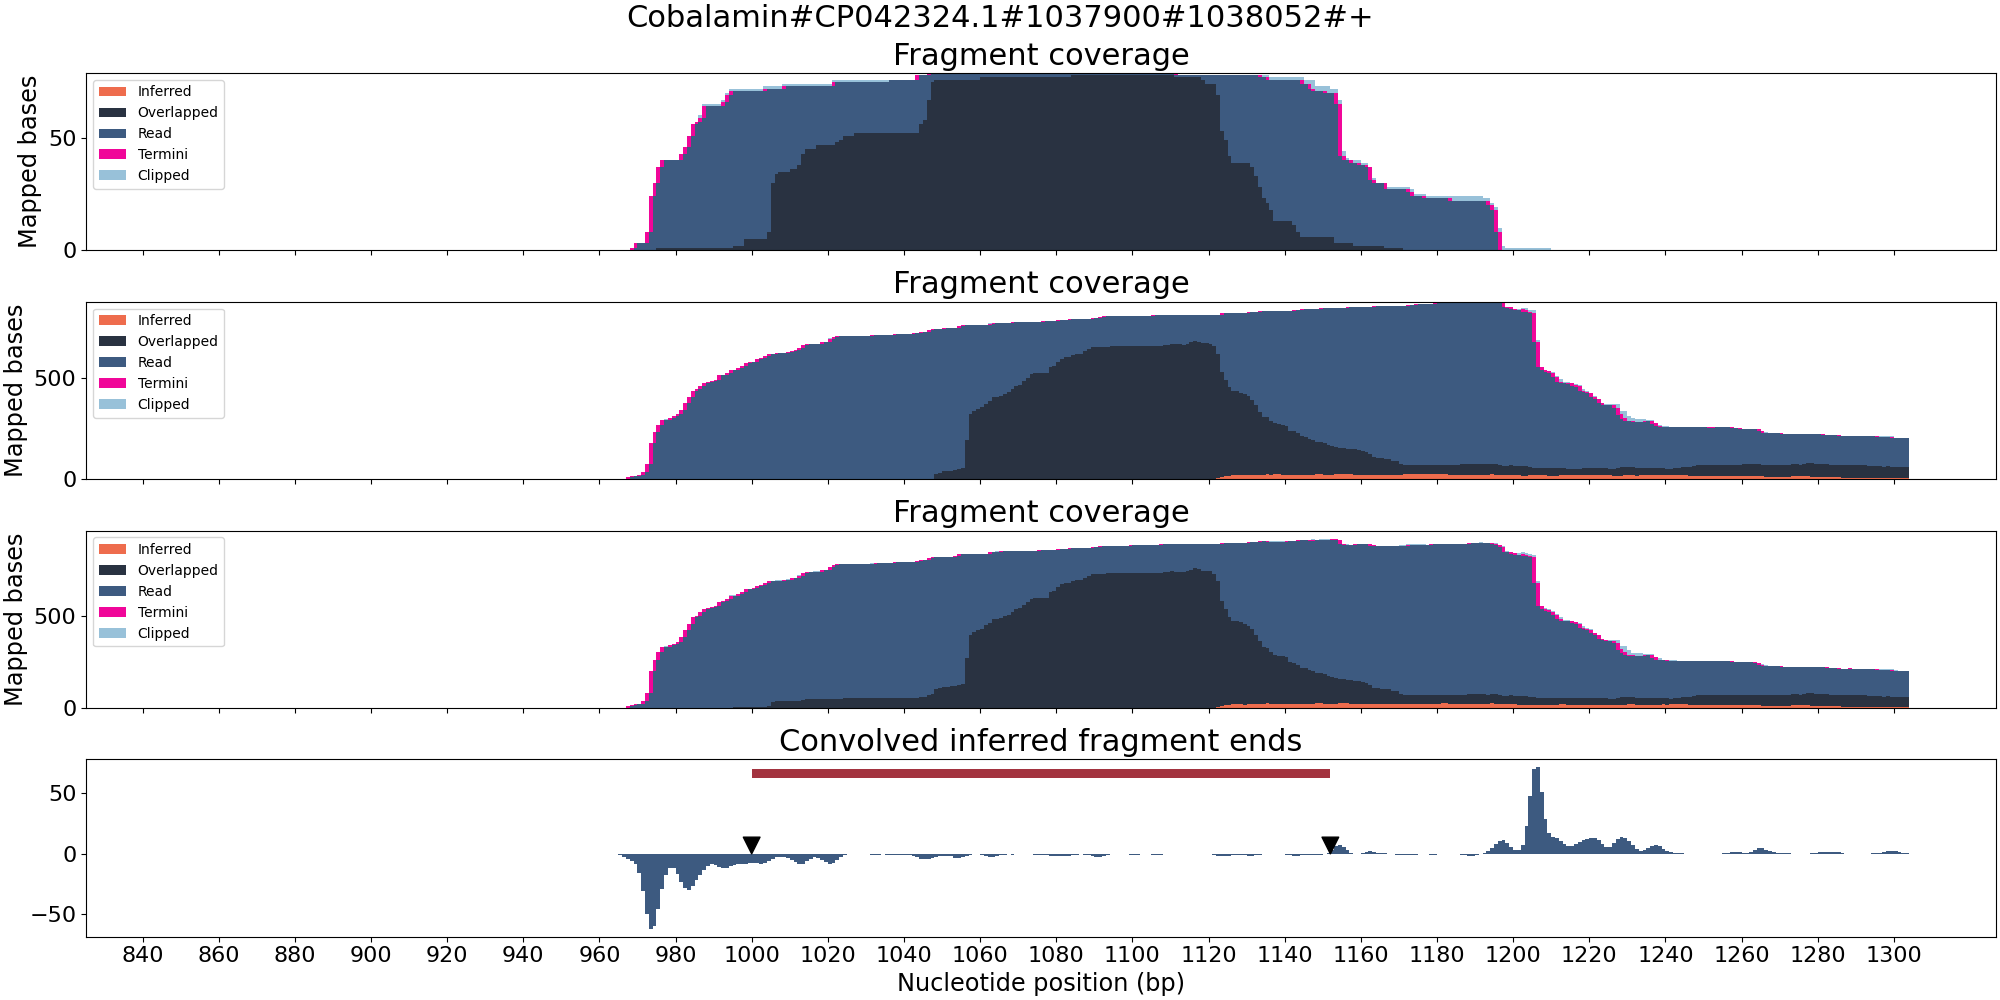 Cobalamin#CP042324.1#1037900#1038052#+
Fragment coverage
Mapped bases
50
0
Inferred
Overlapped
Read
Termini
Clipped
Fragment coverage
Mapped bases
500
0
Inferred
Overlapped
Read
Termini
Clipped
Fragment coverage
Mapped bases
500
0
Inferred
Overlapped
Read
Termini
Clipped
Convolved inferred fragment ends
50
0
−50
840 860 880 900 920 940 960 980 1000 1020 1040 1060 1080 1100 1120 1140 1160 1180 1200 1220 1240 1260 1280 1300
Nucleotide position (bp)